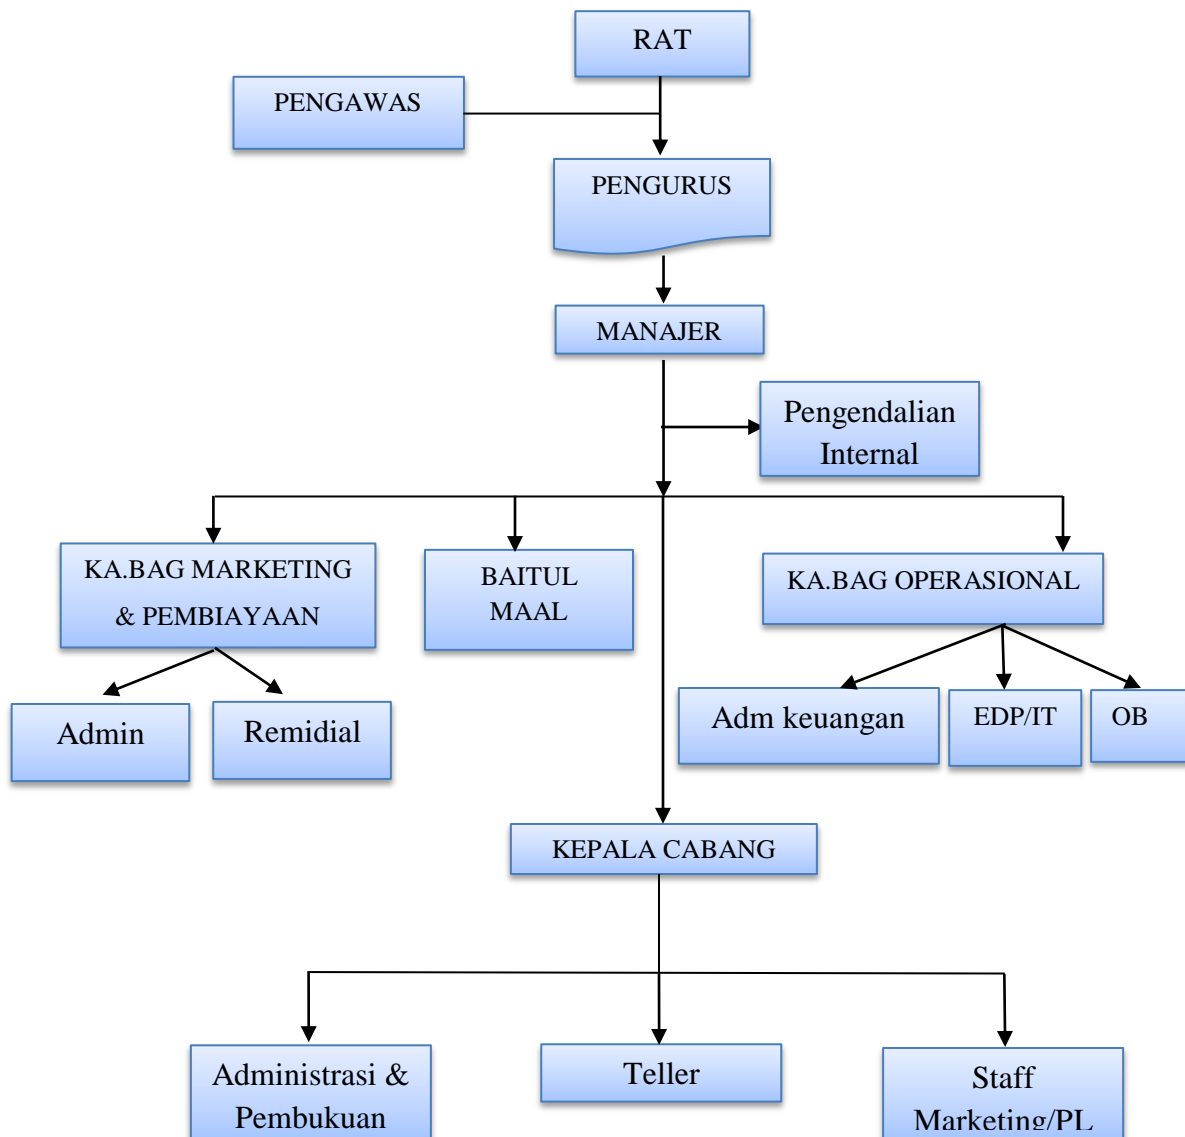 RAT
PENGAWAS
PENGURUS
MANAJER
Pengendalian
Internal
KA.BAG MARKETING
& PEMBIAYAAN
BAITUL
MAAL
KA.BAG OPERASIONAL
Admin
Remidial
Adm keuangan
EDP/IT
OB
KEPALA CABANG
Administrasi &
Pembukuan
Teller
Staff
Marketing/PL